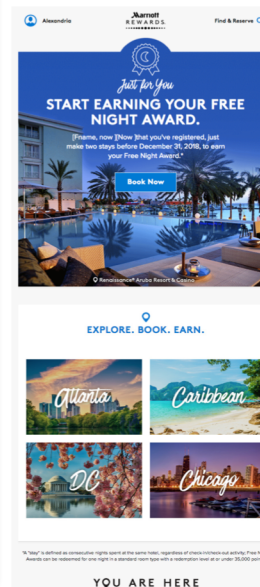 Alexandria
Marriott
REWARDS.
Find & Reserve
Just for You
START EARNING YOUR FREE
NIGHT AWARD.
[Fname, now ][Now ]that you've registered, just
make two stays before December 31, 2018, to earn
your Free Night Award.*
Book Now
Renaissance® Aruba Resort & Casino
EXPLORE. BOOK. EARN.
Atlanta
Caribbean
DC
Chicago
*A "stay" is defined as consecutive nights spent at the same hotel, regardless of check-in/check-out activity; Free N
Awards can be redeemed for one night in a standard room type with a redemption level at or under 35,000 poin
YOU ARE HERE